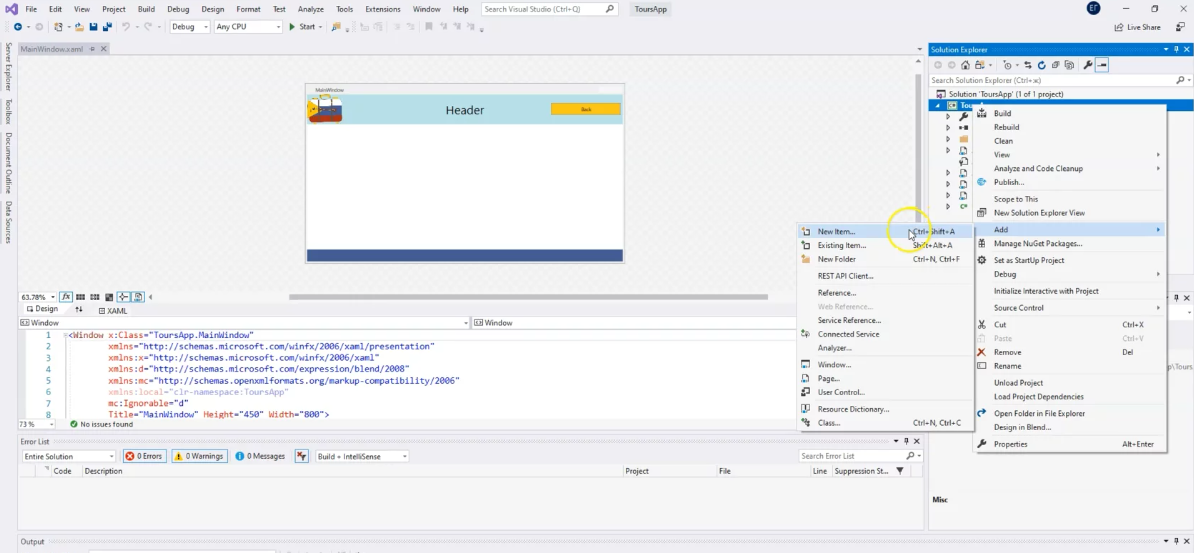 File Edit View Project Build Debug Design Format Test Analyze Tools Extensions Window Help Search Visual Studio (Ctrl+Q) ToursApp ЕГ
Debug Any CPU Start Live Share
MainWindow.xaml
Server Explorer
Toolbox
Document Outline
Data Sources
MainWindow
Header
Back
63.78%
Design XAML
Window Window
1 <Window x:Class="ToursApp.MainWindow"
2 xmlns="http://schemas.microsoft.com/winfx/2006/xaml/presentation"
3 xmlns:x="http://schemas.microsoft.com/winfx/2006/xaml"
4 xmlns:d="http://schemas.microsoft.com/expression/blend/2008"
5 xmlns:mc="http://schemas.openxmlformats.org/markup-compatibility/2006"
6 xmlns:local="clr-namespace:ToursApp"
7 mc:Ignorable="d"
8 Title="MainWindow" Height="450" Width="800">
73 % No issues found
Solution Explorer
Search Solution Explorer (Ctrl+ж)
Solution 'ToursApp' (1 of 1 project)
Build
Rebuild
Clean
View
Analyze and Code Cleanup
Publish...
Scope to This
New Solution Explorer View
Add
Manage NuGet Packages...
Set as StartUp Project
Debug
Initialize Interactive with Project
Source Control
Cut Ctrl+X
Paste Ctrl+V
Remove Del
Rename
Unload Project
Load Project Dependencies
Open Folder in File Explorer
Design in Blend...
Properties Alt+Enter
New Item... Ctrl+Shift+A
Existing Item... Shift+Alt+A
New Folder Ctrl+N, Ctrl+F
REST API Client...
Reference...
Web Reference...
Service Reference...
Connected Service
Analyzer...
Window...
Page...
User Control...
Resource Dictionary...
Class... Ctrl+N, Ctrl+C
Error List
Entire Solution 0 Errors 0 Warnings 0 Messages Build + IntelliSense Search Error List
Code Description Project File Line Suppression St...
Misc
Output